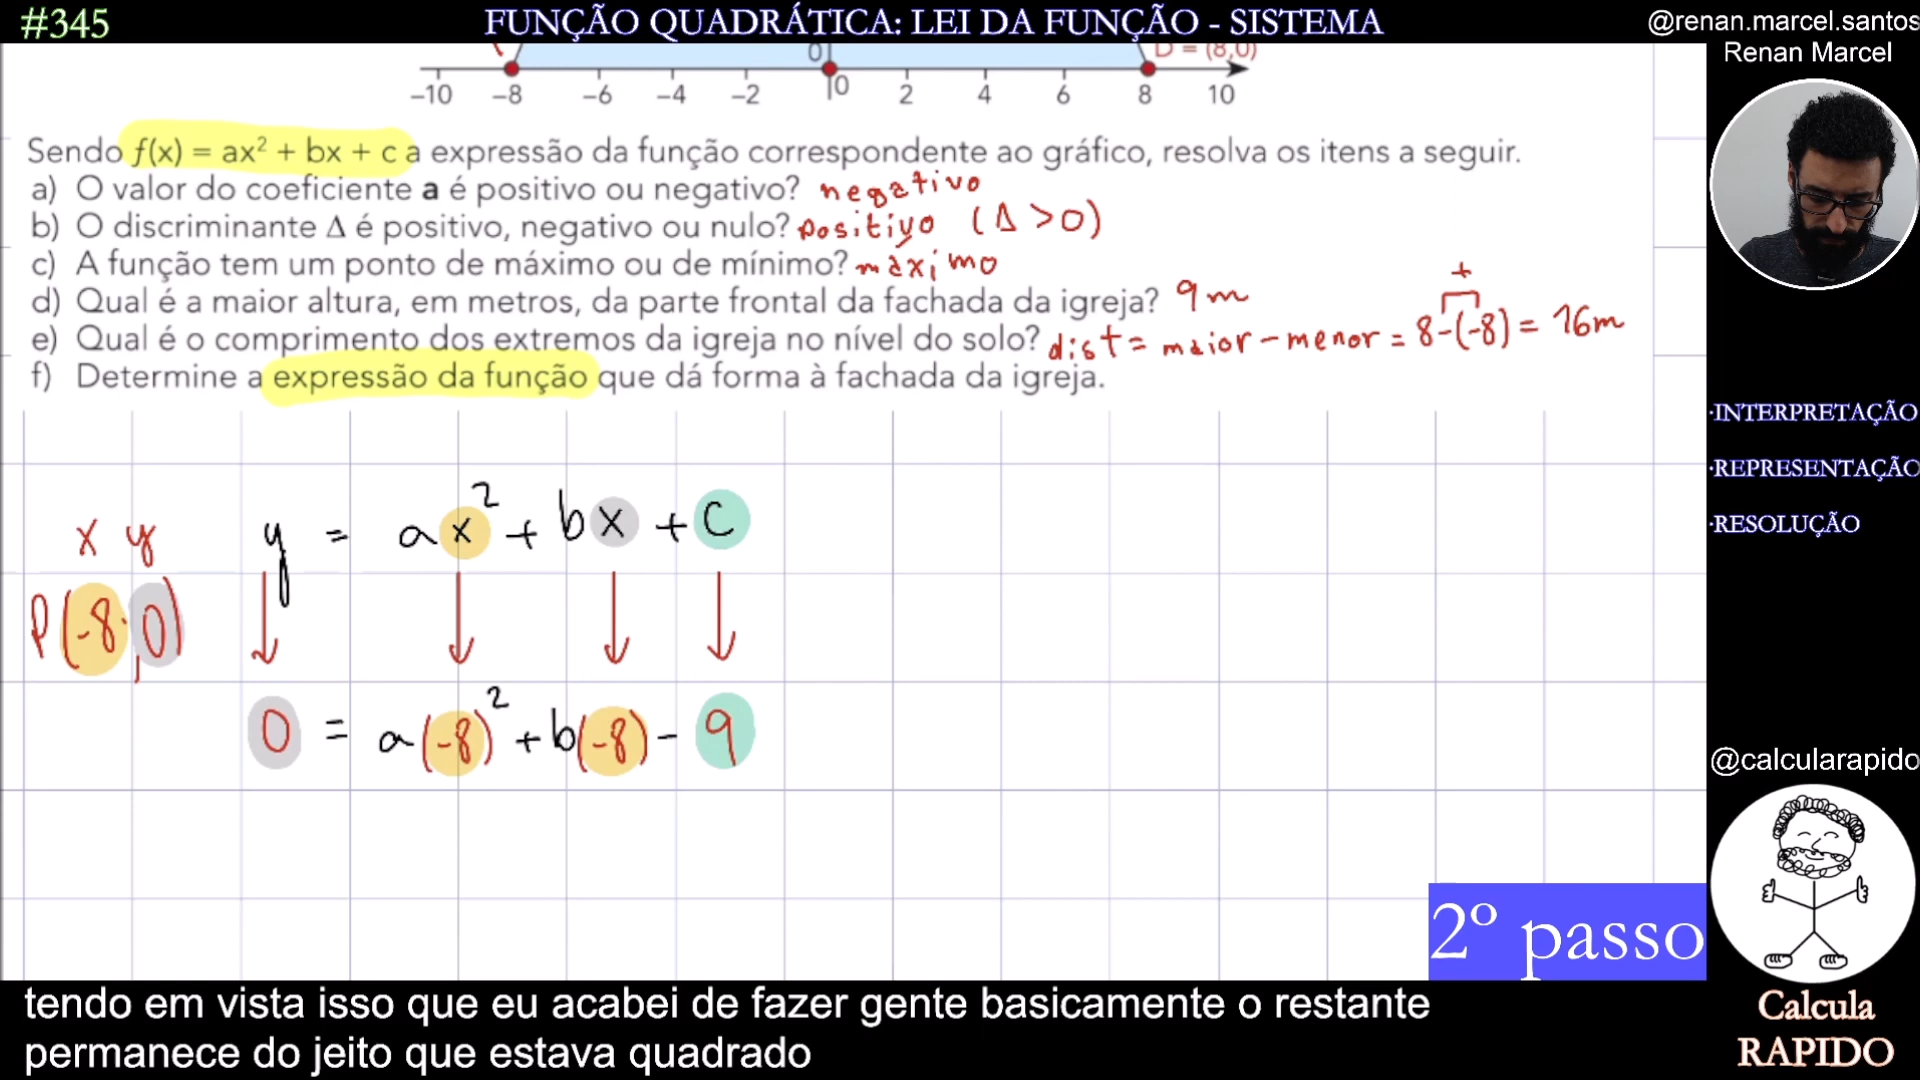 #345
FUNÇÃO QUADRÁTICA: LEI DA FUNÇÃO - SISTEMA
@renan.marcel.santos
Renan Marcel
0
D = (8,0)
-10 -8 -6 -4 -2 0 2 4 6 8 10
Sendo f(x) = ax² + bx + c a expressão da função correspondente ao gráfico, resolva os itens a seguir.
a) O valor do coeficiente a é positivo ou negativo? negativo
b) O discriminante Δ é positivo, negativo ou nulo? positivo (Δ > 0)
c) A função tem um ponto de máximo ou de mínimo? máximo
+
d) Qual é a maior altura, em metros, da parte frontal da fachada da igreja? 9m
e) Qual é o comprimento dos extremos da igreja no nível do solo? dist = maior - menor = 8-(-8) = 16m
f) Determine a expressão da função que dá forma à fachada da igreja.
·INTERPRETAÇÃO
·REPRESENTAÇÃO
·RESOLUÇÃO
x y
y = ax² + bx + c
P(-8,0)
0 = a(-8)² + b(-8) - 9
@calcularapido
2º passo
Calcula
RAPIDO
tendo em vista isso que eu acabei de fazer gente basicamente o restante
permanece do jeito que estava quadrado